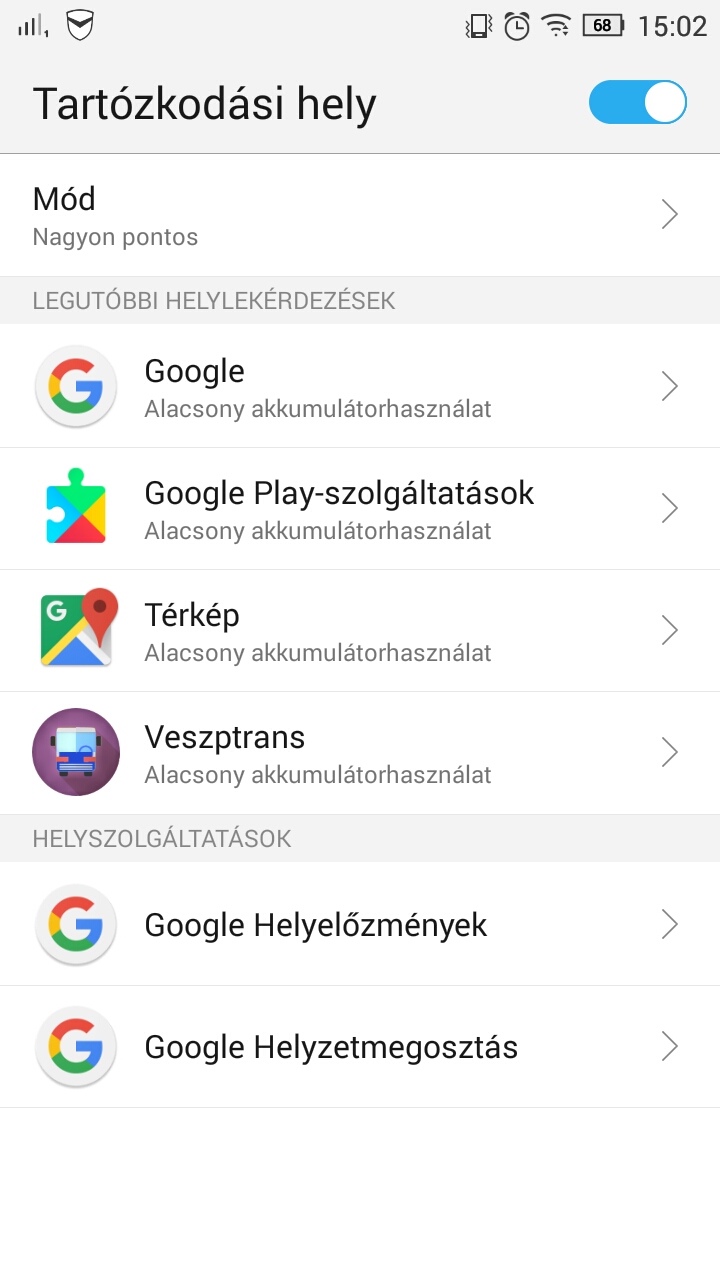 68 15:02
Tartózkodási hely
Mód
Nagyon pontos
LEGUTÓBBI HELYLEKÉRDEZÉSEK
Google
Alacsony akkumulátorhasználat
Google Play-szolgáltatások
Alacsony akkumulátorhasználat
G
Térkép
Alacsony akkumulátorhasználat
Veszptrans
Alacsony akkumulátorhasználat
HELYSZOLGÁLTATÁSOK
Google Helyelőzmények
Google Helyzetmegosztás